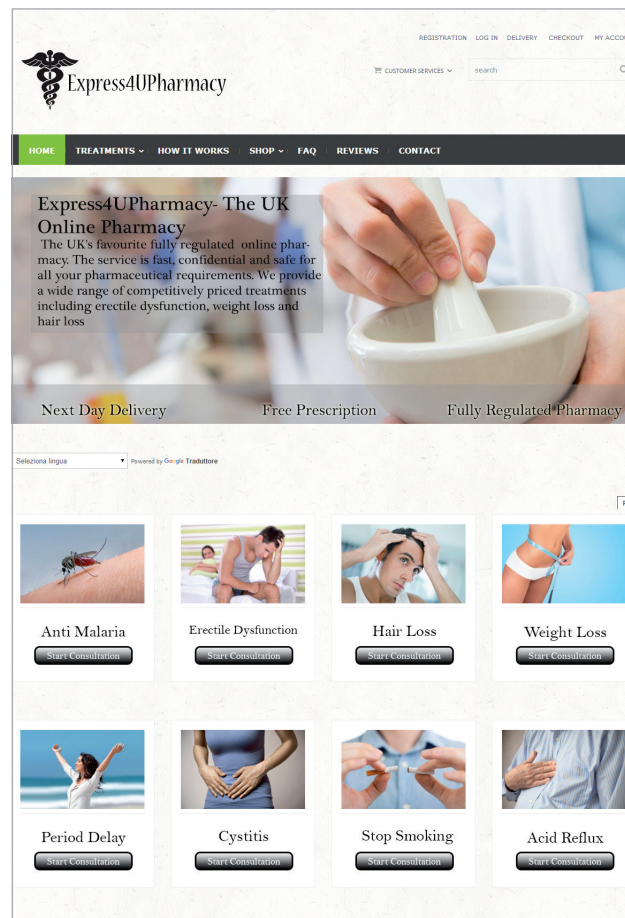 REGISTRATION LOG IN DELIVERY CHECKOUT MY
Express4UPharmacy
CUSTOMER SERVICES
search
HOME TREATMENTS HOW IT WORKS SHOP FAQ REVIEWS CONTACT
Express4UPharmacy- The UK
Online Pharmacy
The UK's favourite fully regulated online phar-
macy. The service is fast, confidential and safe for
all your pharmaceutical requirements. We provide
a wide range of competitively priced treatments
including erectile dysfunction, weight loss and
hair loss
Next Day Delivery Free Prescription Fully Regulated Pharmacy
Seleziona lingua Powered by Google Traduttore
Anti Malaria Erectile Dysfunction Hair Loss Weight Loss
Start Consultation Start Consultation Start Consultation Start Consultation
Period Delay Cystitis Stop Smoking Acid Reflux
Start Consultation Start Consultation Start Consultation Start Consultation